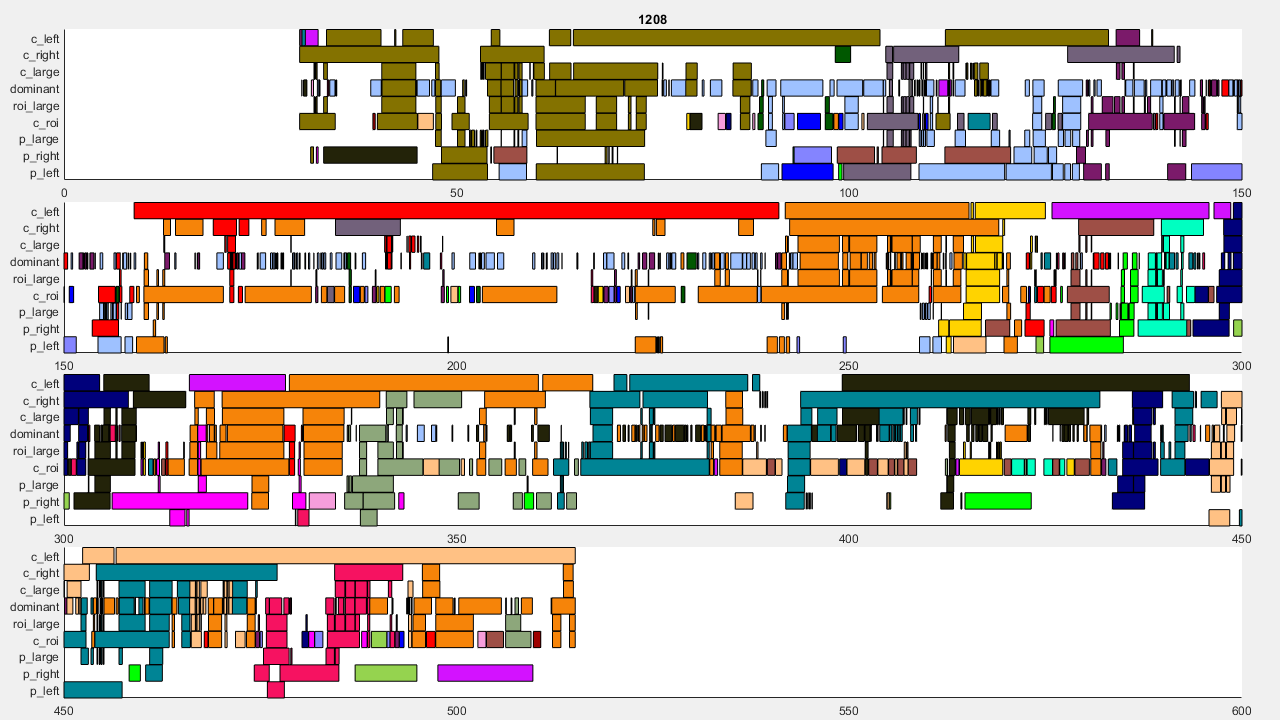 1208
c_left
c_right
c_large
dominant
roi_large
c_roi
p_large
p_right
p_left
0 50 100 150
c_left
c_right
c_large
dominant
roi_large
c_roi
p_large
p_right
p_left
150 200 250 300
c_left
c_right
c_large
dominant
roi_large
c_roi
p_large
p_right
p_left
300 350 400 450
c_left
c_right
c_large
dominant
roi_large
c_roi
p_large
p_right
p_left
450 500 550 600